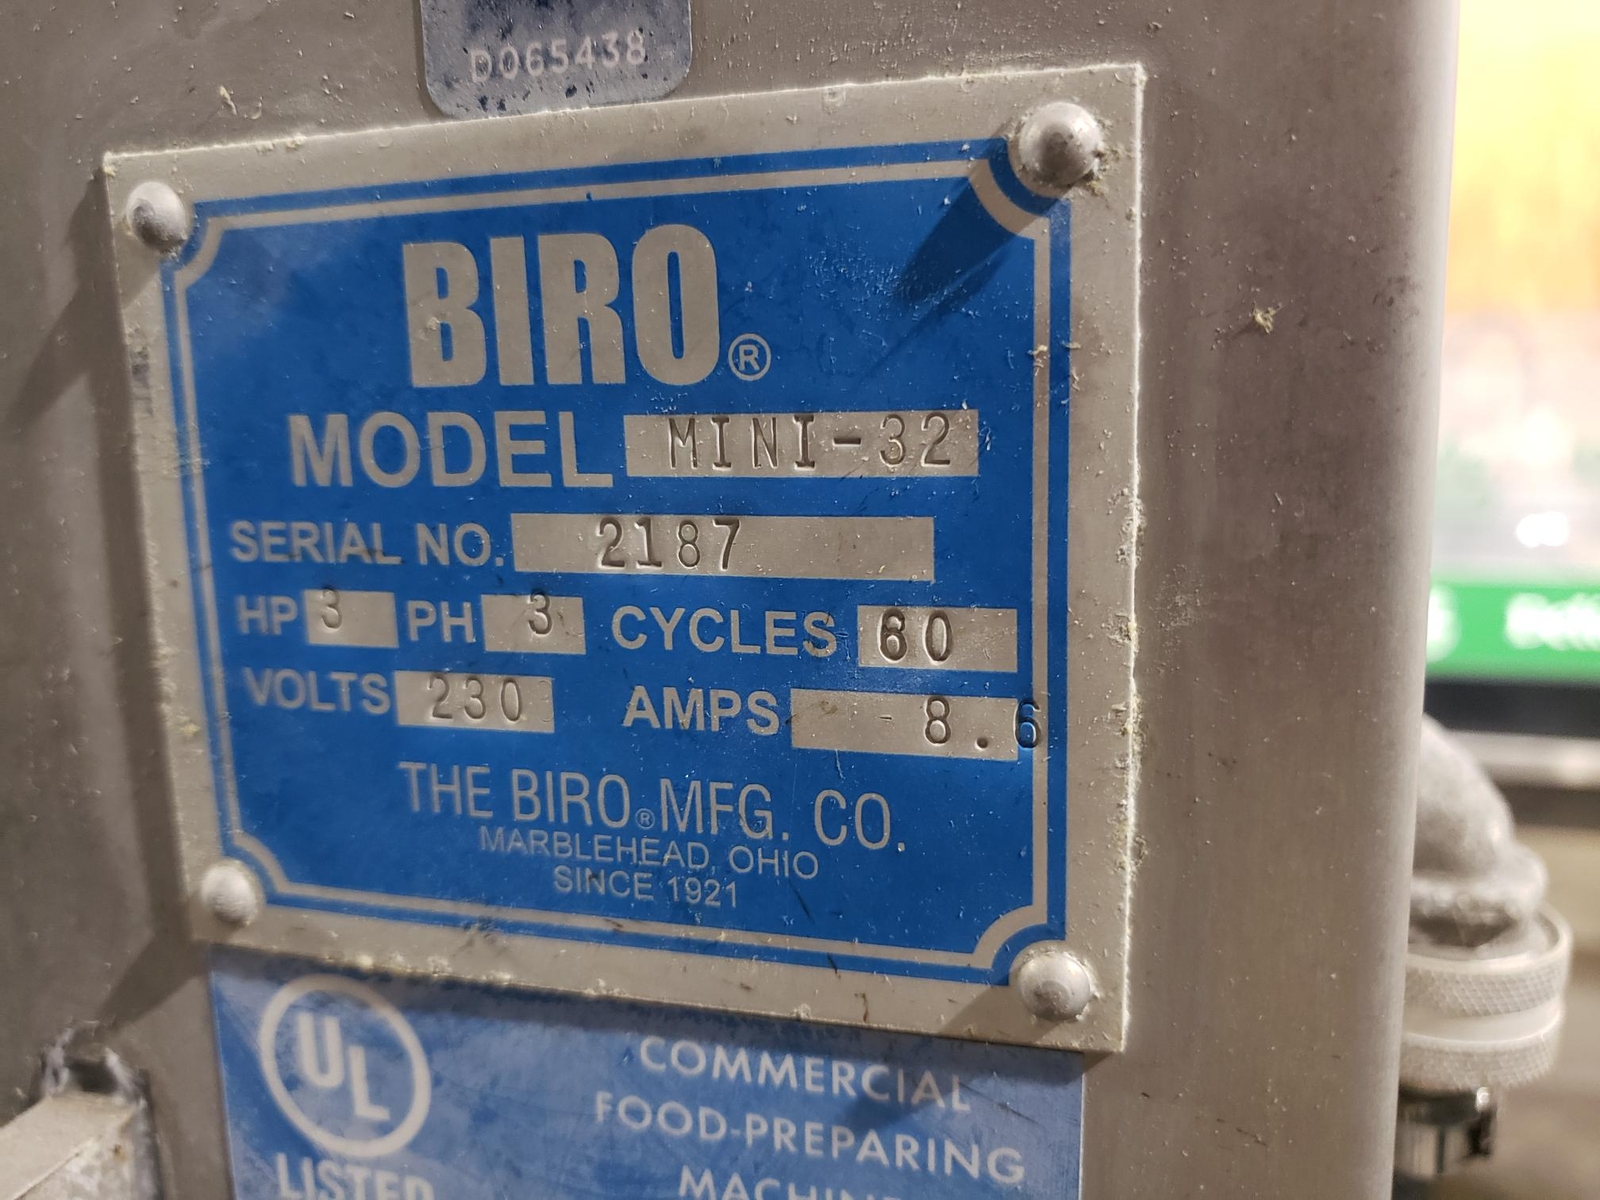 D065438
BIRO®
MODEL MINI-32
SERIAL NO. 2187
HP 3 PH 3 CYCLES 60
VOLTS 230 AMPS 8.6
THE BIRO® MFG. CO.
MARBLEHEAD, OHIO
SINCE 1921
UL
LISTED
COMMERCIAL
FOOD-PREPARING